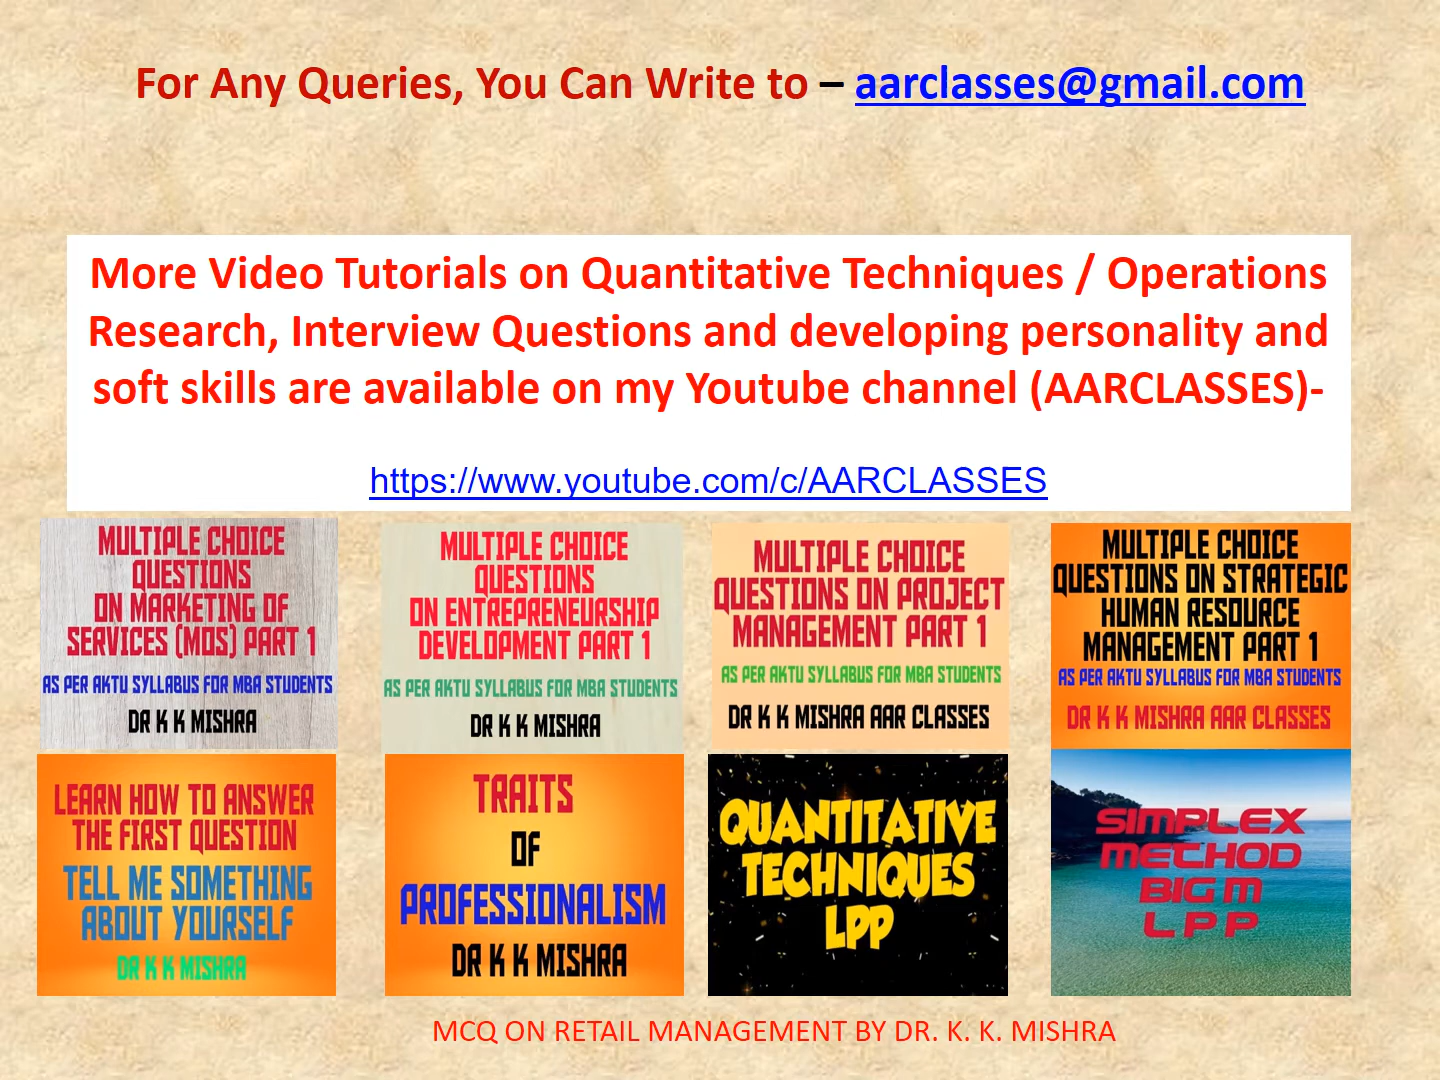 For Any Queries, You Can Write to – aarclasses@gmail.com
More Video Tutorials on Quantitative Techniques / Operations
Research, Interview Questions and developing personality and
soft skills are available on my Youtube channel (AARCLASSES)-
https://www.youtube.com/c/AARCLASSES
MULTIPLE CHOICE
QUESTIONS
ON MARKETING OF
SERVICES (MOS) PART 1
AS PER AKTU SYLLABUS FOR MBA STUDENTS
DR K K MISHRA
MULTIPLE CHOICE
QUESTIONS
ON ENTREPRENEURSHIP
DEVELOPMENT PART 1
AS PER AKTU SYLLABUS FOR MBA STUDENTS
DR K K MISHRA
MULTIPLE CHOICE
QUESTIONS ON PROJECT
MANAGEMENT PART 1
AS PER AKTU SYLLABUS FOR MBA STUDENTS
DR K K MISHRA AAR CLASSES
MULTIPLE CHOICE
QUESTIONS ON STRATEGIC
HUMAN RESOURCE
MANAGEMENT PART 1
AS PER AKTU SYLLABUS FOR MBA STUDENTS
DR K K MISHRA AAR CLASSES
LEARN HOW TO ANSWER
THE FIRST QUESTION
TELL ME SOMETHING
ABOUT YOURSELF
DR K K MISHRA
TRAITS
OF
PROFESSIONALISM
DR K K MISHRA
QUANTITATIVE
TECHNIQUES
LPP
SIMPLEX
METHOD
BIG M
L P P
MCQ ON RETAIL MANAGEMENT BY DR. K. K. MISHRA